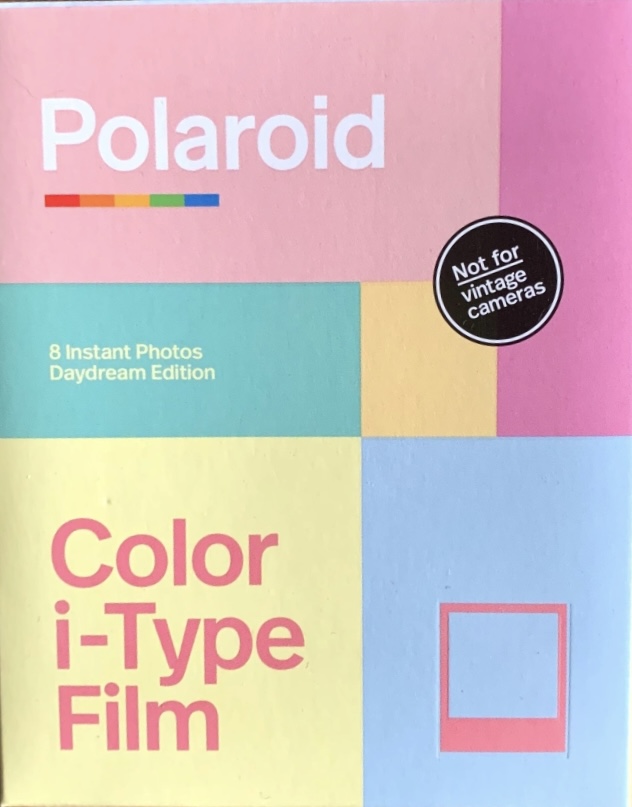 Polaroid
Not for
vintage
cameras
8 Instant Photos
Daydream Edition
Color
i-Type
Film